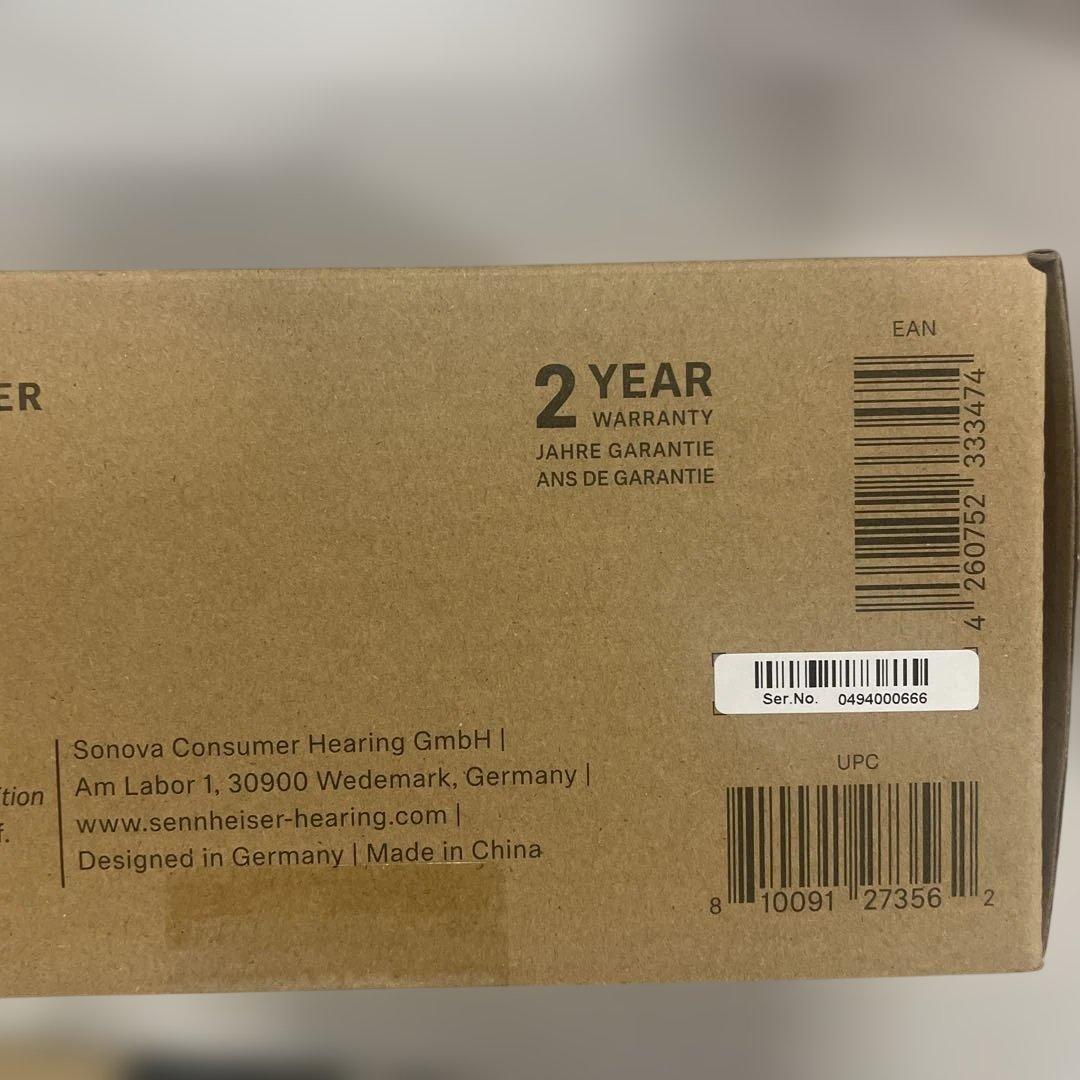 ER
2 YEAR
WARRANTY
JAHRE GARANTIE
ANS DE GARANTIE
EAN
4 260752 333474
Ser.No. 0494000666
UPC
8 10091 27356 2
tion
f.
Sonova Consumer Hearing GmbH |
Am Labor 1, 30900 Wedemark, Germany |
www.sennheiser-hearing.com |
Designed in Germany | Made in China